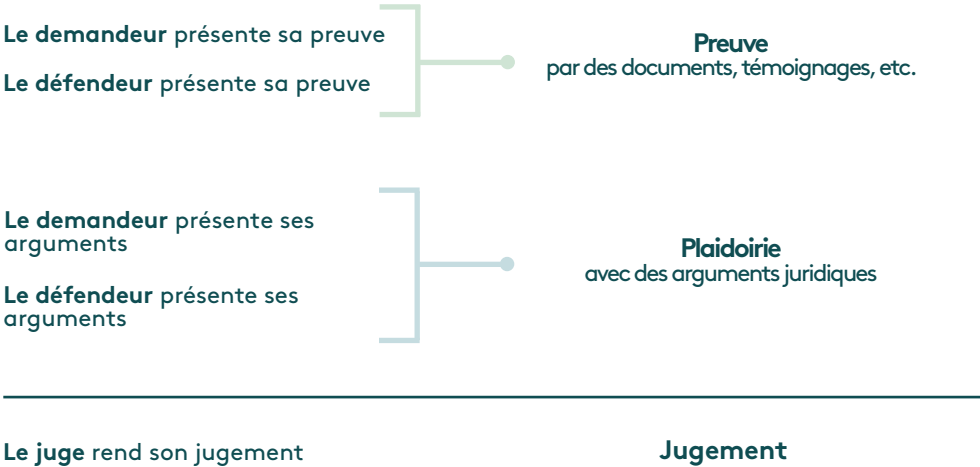 Le demandeur présente sa preuve
Le défendeur présente sa preuve
Preuve
par des documents, témoignages, etc.
Le demandeur présente ses
arguments
Le défendeur présente ses
arguments
Plaidoirie
avec des arguments juridiques
Le juge rend son jugement
Jugement